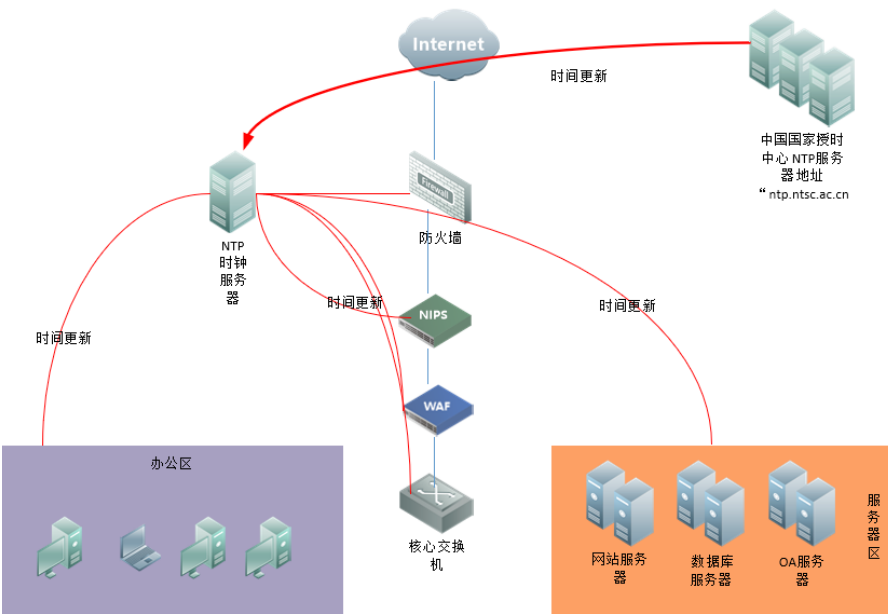 Internet
时间更新
中国国家授时
中心 NTP服务
器地址
“ ntp.ntsc.ac.cn
Firewall
防火墙
NTP
时钟
服务
器
时间更新
NIPS
时间更新
时间更新
WAF
办公区
核心交换
机
网站服务
器
数据库
服务器
OA服务
器
服
务
器
区